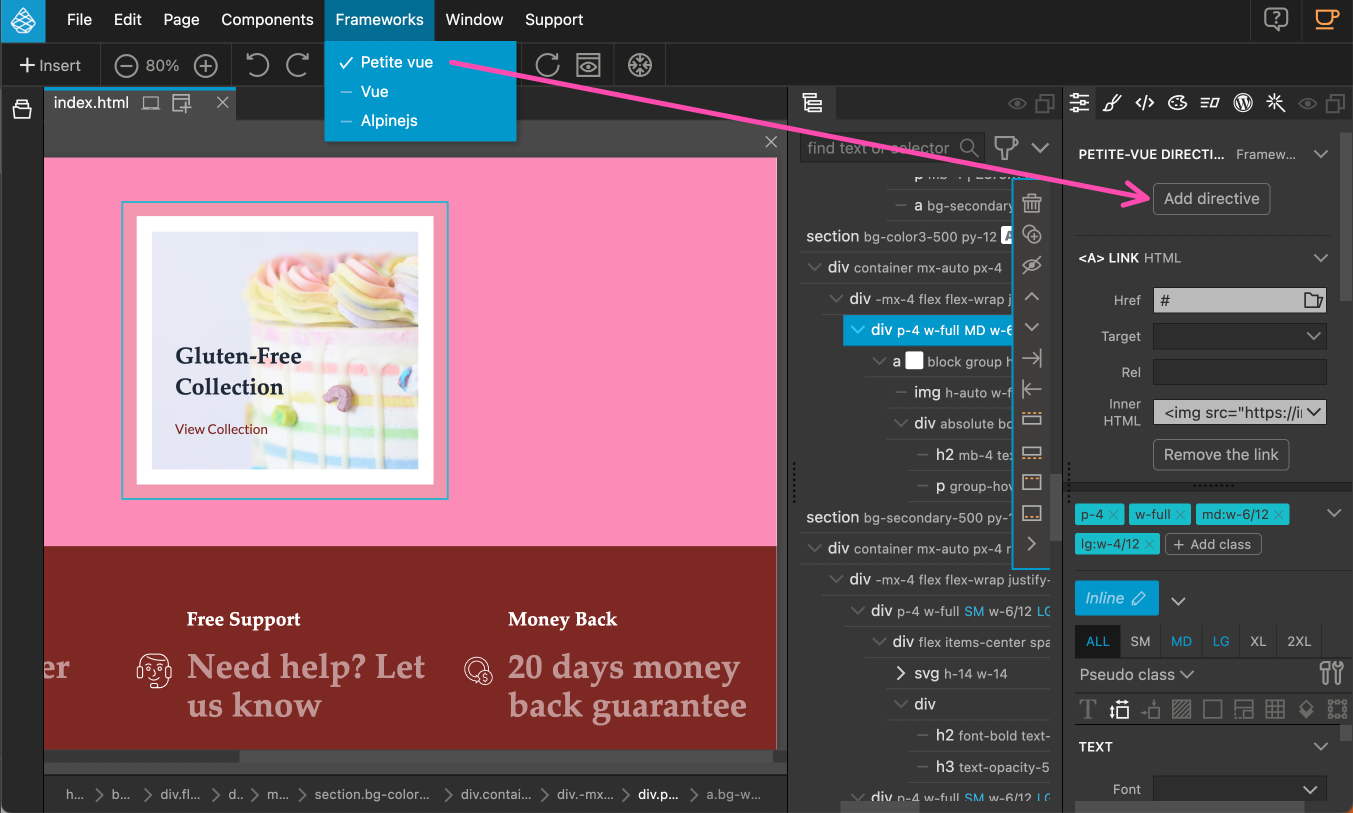 File Edit Page Components Frameworks Window Support
+ Insert 80%
Petite vue
Vue
Alpinejs
index.html
find text or selector
PETITE-VUE DIRECTI... Framew...
Add directive
a bg-secondary
section bg-color3-500 py-12
div container mx-auto px-4
div -mx-4 flex flex-wrap
div p-4 w-full MD w-6
a block group
img h-auto
div absolute
h2 mb-4
p group-hov
section bg-secondary-500 py-
div container mx-auto px-4
div -mx-4 flex flex-wrap justify-
div p-4 w-full SM w-6/12 LG
div flex items-center
svg h-14 w-14
div
h2 font-bold text-
h3 text-opacity-5
div p-4 w-full SM w-6/12
<A> LINK HTML
Href #
Target
Rel
Inner
HTML
<img src="https://i
Remove the link
p-4 w-full md:w-6/12
lg:w-4/12 + Add class
Inline
ALL SM MD LG XL 2XL
Pseudo class
TEXT
Font
Gluten-Free
Collection
View Collection
Free Support
Need help? Let
us know
Money Back
20 days money
back guarantee
er
h... b... div.fl... d.. m... section.bg-color... div.contai... div.-mx... div.p... a.bg-w...